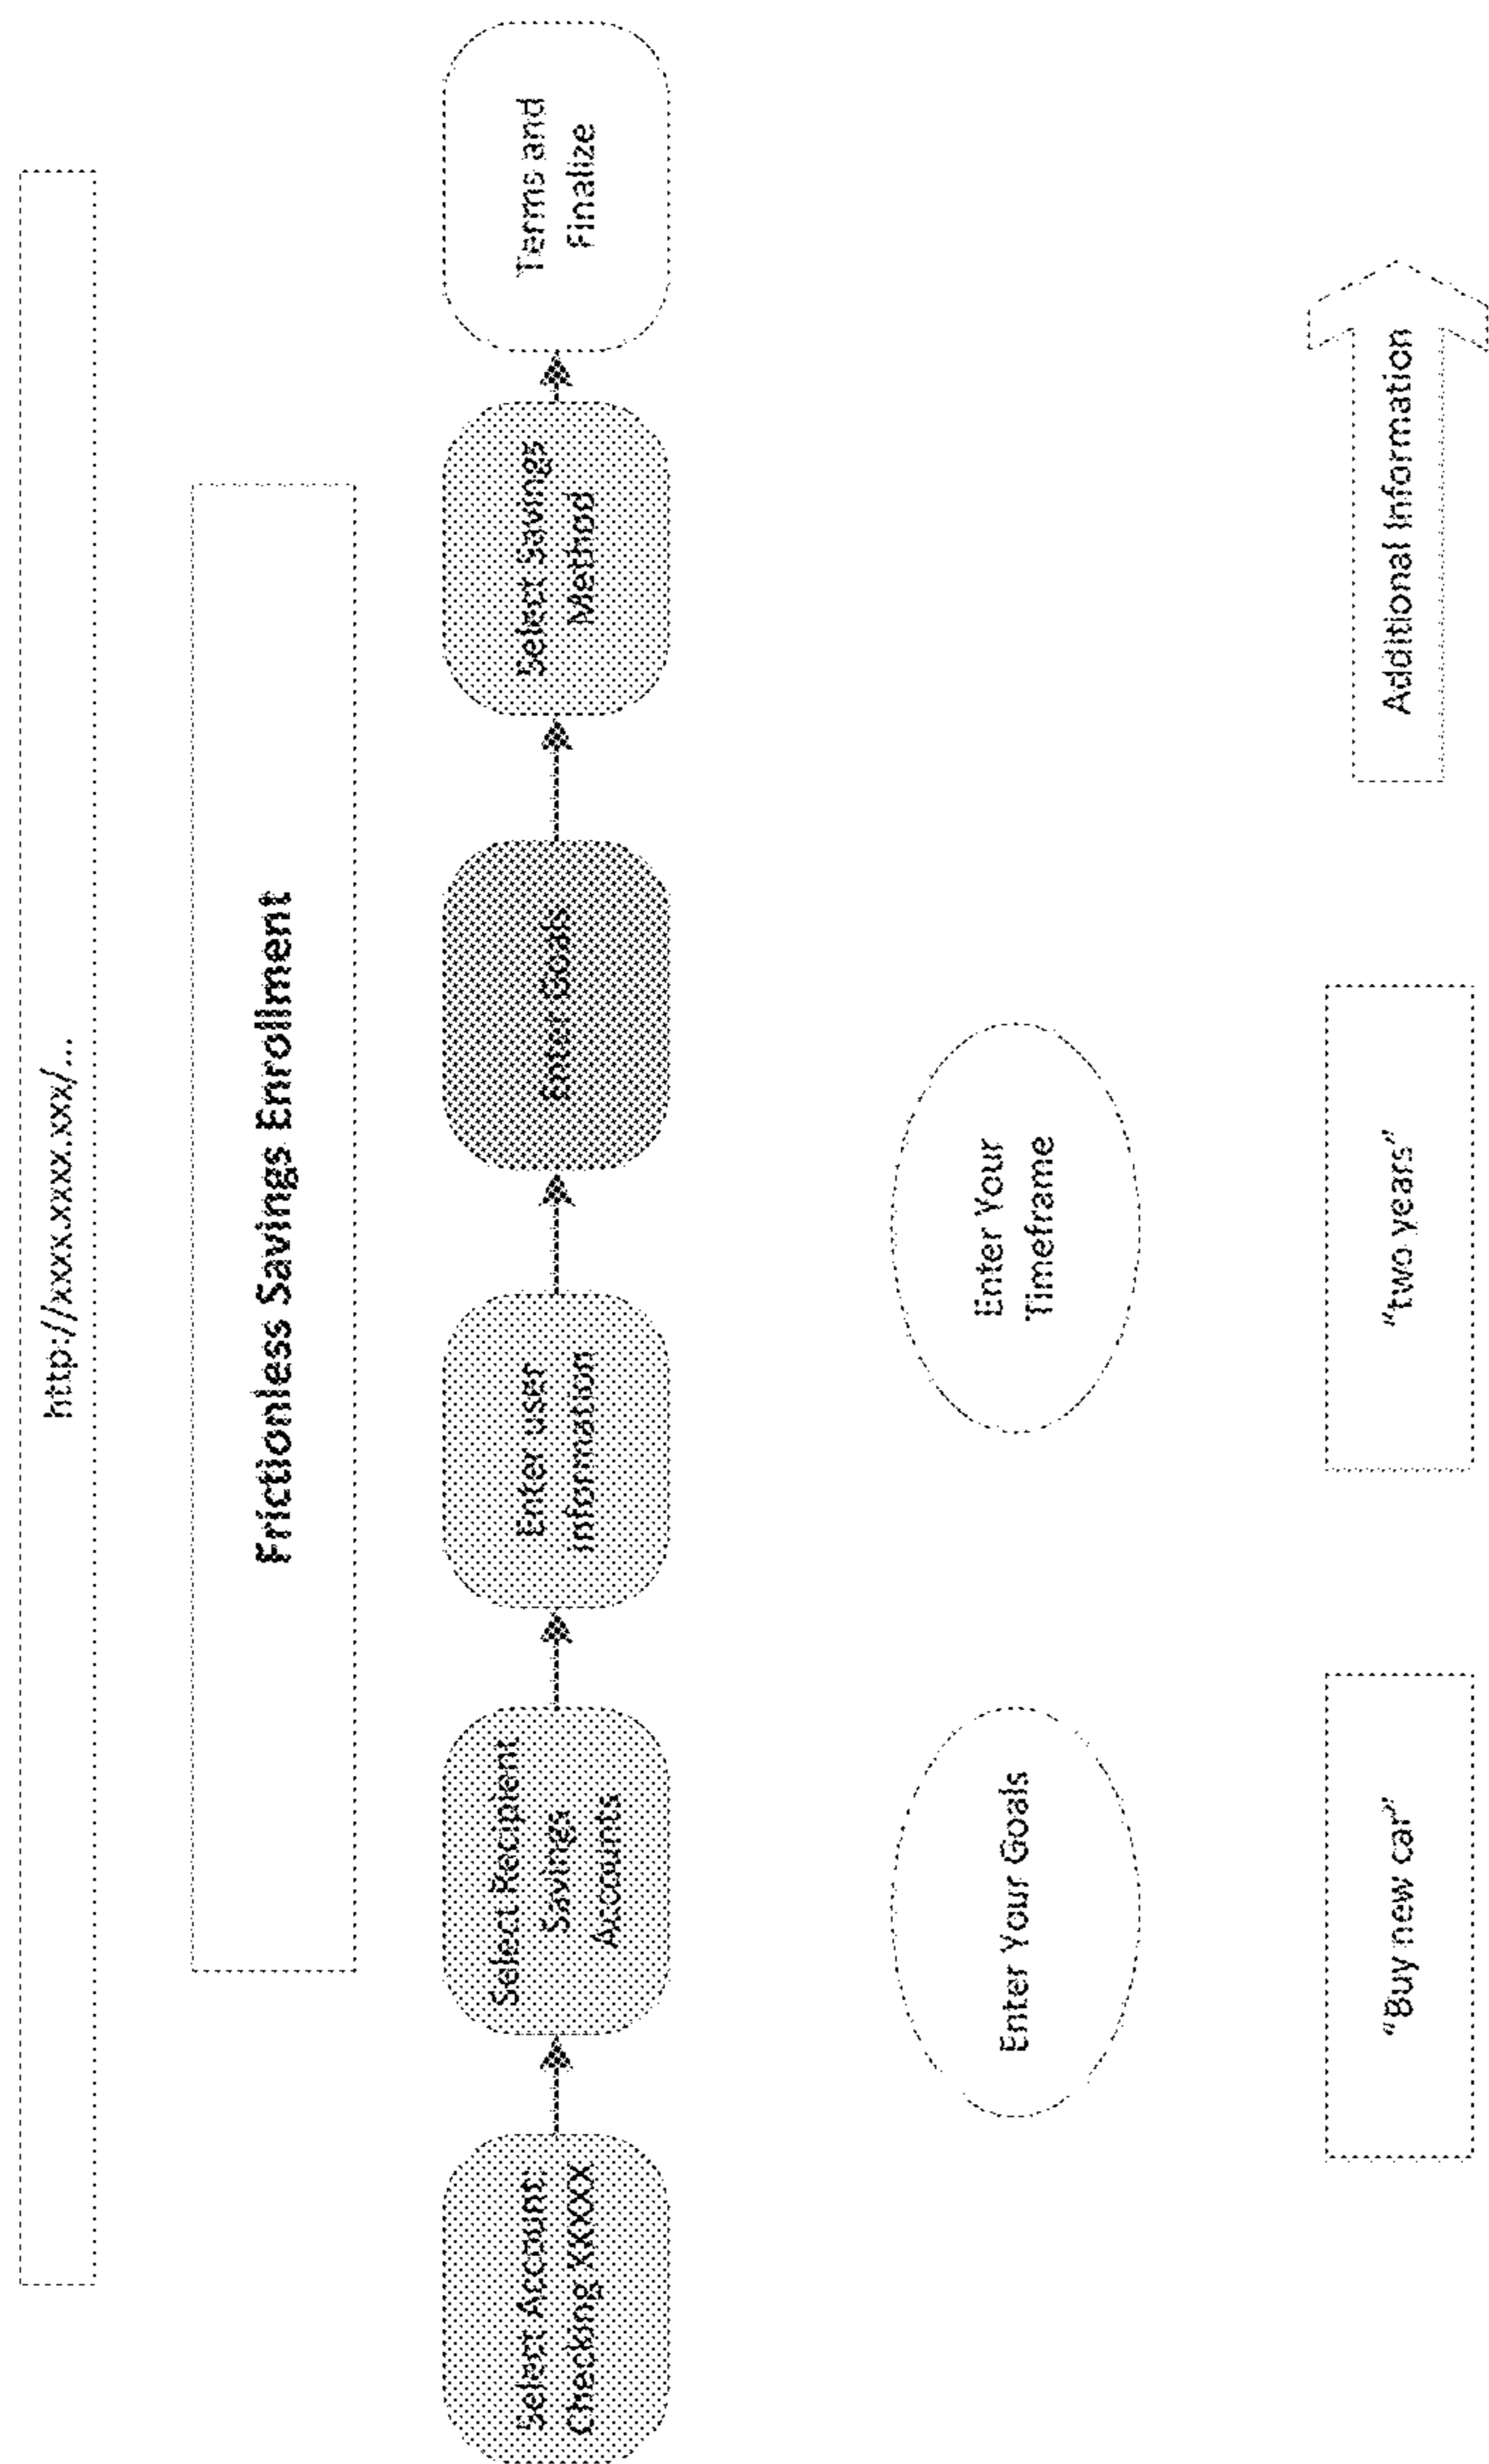 http://xxx.xxxx.xxx/...
Frictionless Savings Enrollment
Select Account:
Checking XXXX
Select Recipient
Savings
Accounts
Enter user
information
Enter Goals
Select Savings
Method
Terms and
Finalize
Enter Your Goals
Enter Your
Timeframe
“Buy new car”
“two years”
Additional Information